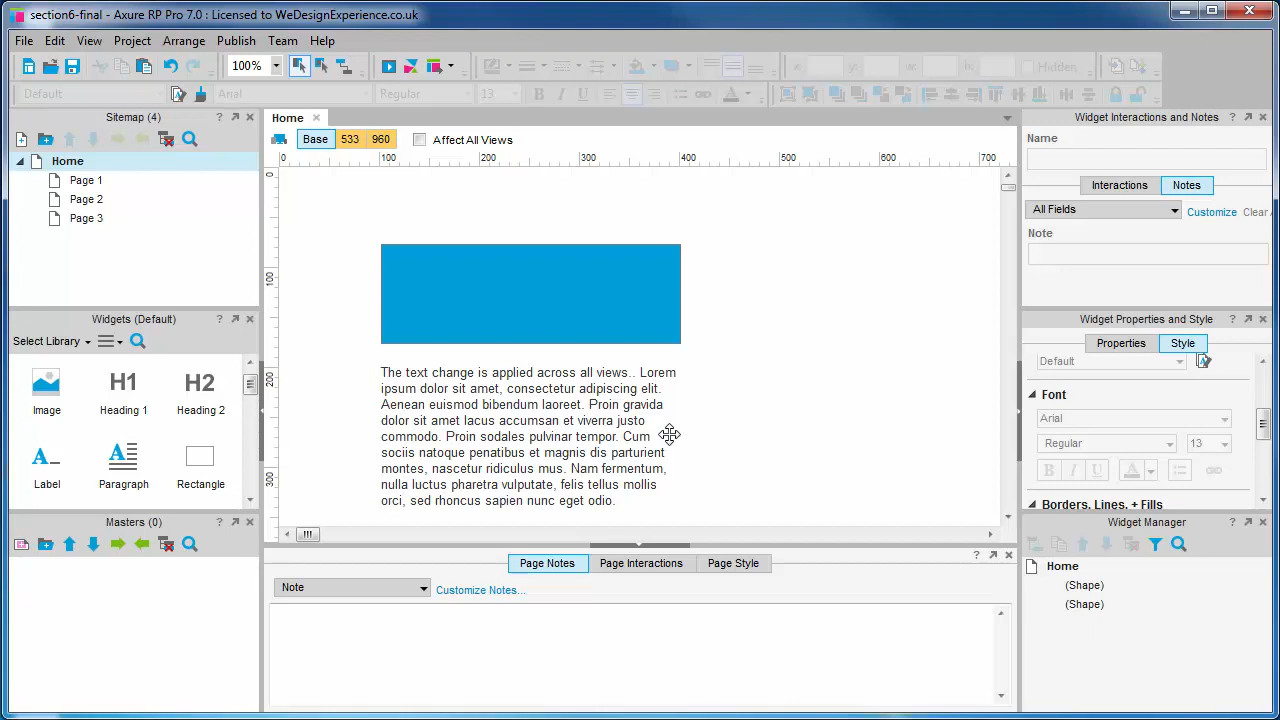 section6-final - Axure RP Pro 7.0 : Licensed to WeDesignExperience.co.uk
File Edit View Project Arrange Publish Team Help
100% Hidden
Default Arial Regular 13
Sitemap (4)
Home
Page 1
Page 2
Page 3
Widgets (Default)
Select Library
H1 H2
Image Heading 1 Heading 2
A
Label Paragraph Rectangle
Masters (0)
Home
Base 533 960 Affect All Views
0 100 200 300 400 500 600 700
0
100
200
300
The text change is applied across all views.. Lorem
ipsum dolor sit amet, consectetur adipiscing elit.
Aenean euismod bibendum laoreet. Proin gravida
dolor sit amet lacus accumsan et viverra justo
commodo. Proin sodales pulvinar tempor. Cum
sociis natoque penatibus et magnis dis parturient
montes, nascetur ridiculus mus. Nam fermentum,
nulla luctus pharetra vulputate, felis tellus mollis
orci, sed rhoncus sapien nunc eget odio.
Page Notes Page Interactions Page Style
Note Customize Notes...
Widget Interactions and Notes
Name
Interactions Notes
All Fields Customize Clear
Note
Widget Properties and Style
Properties Style
Default
Font
Arial
Regular 13
B I U A
Borders, Lines, + Fills
Widget Manager
Home
(Shape)
(Shape)